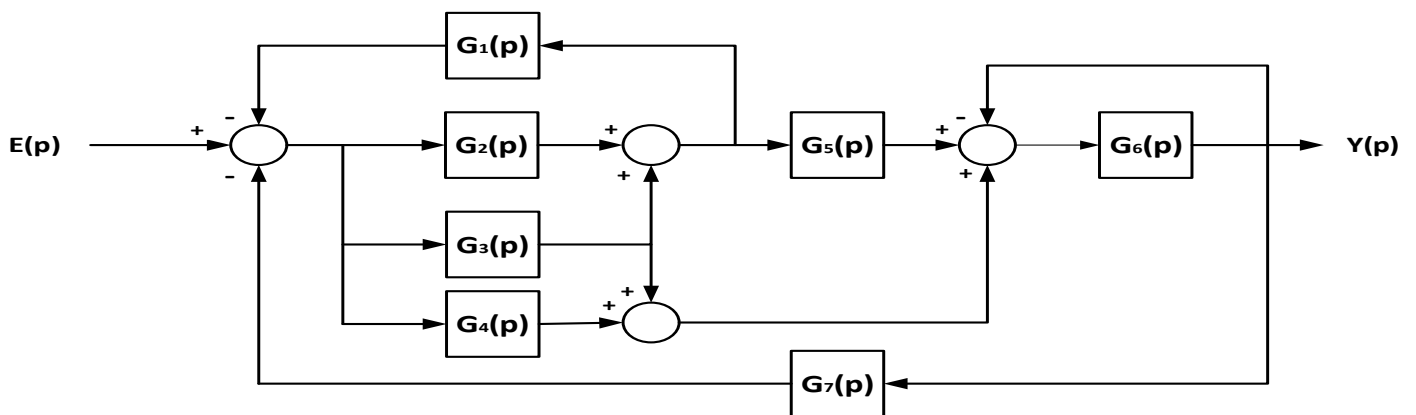 G₁(p)
-
E(p) + G₂(p) + G₅(p) + - G₆(p) Y(p)
- + +
G₃(p)
+ +
G₄(p)
G₇(p)